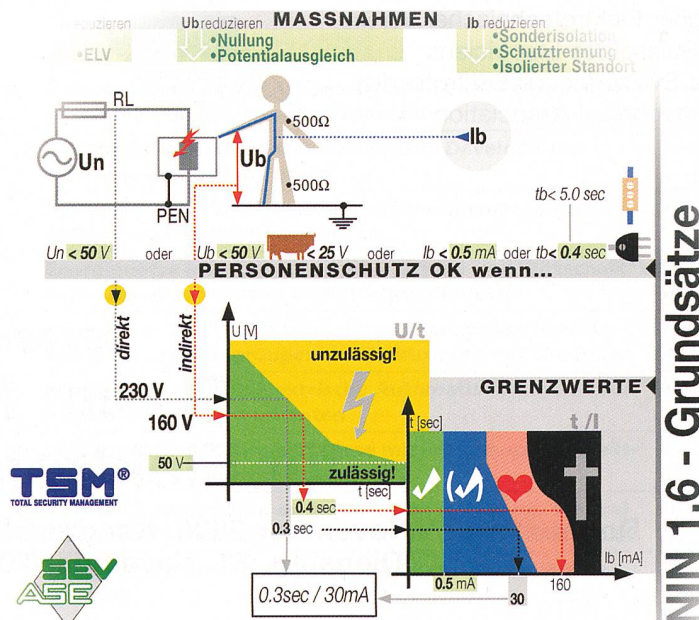 MASSNAHMEN
reduzieren
•ELV
Ub reduzieren
•Nullung
•Potentialausgleich
Ib reduzieren
•Sonderisolation
•Schutztrennung
•Isolierter Standort
RL
Un
PEN
Ub
•500Ω
•500Ω
Ib
tb< 5.0 sec
Un < 50 V oder Ub < 50 V < 25 V oder Ib < 0.5 mA oder tb< 0.4 sec
PERSONENSCHUTZ OK wenn...
direkt
indirekt
U [V]
U/t
unzulässig!
230 V
160 V
50 V
zulässig!
t [sec]
0.4 sec
0.3 sec
GRENZWERTE
t [sec]
t /I
Ib [mA]
0.5 mA
30
160
0.3sec / 30mA
TSM®
TOTAL SECURITY MANAGEMENT
SEV
ASE
NIN 1.6 - Grundsätze